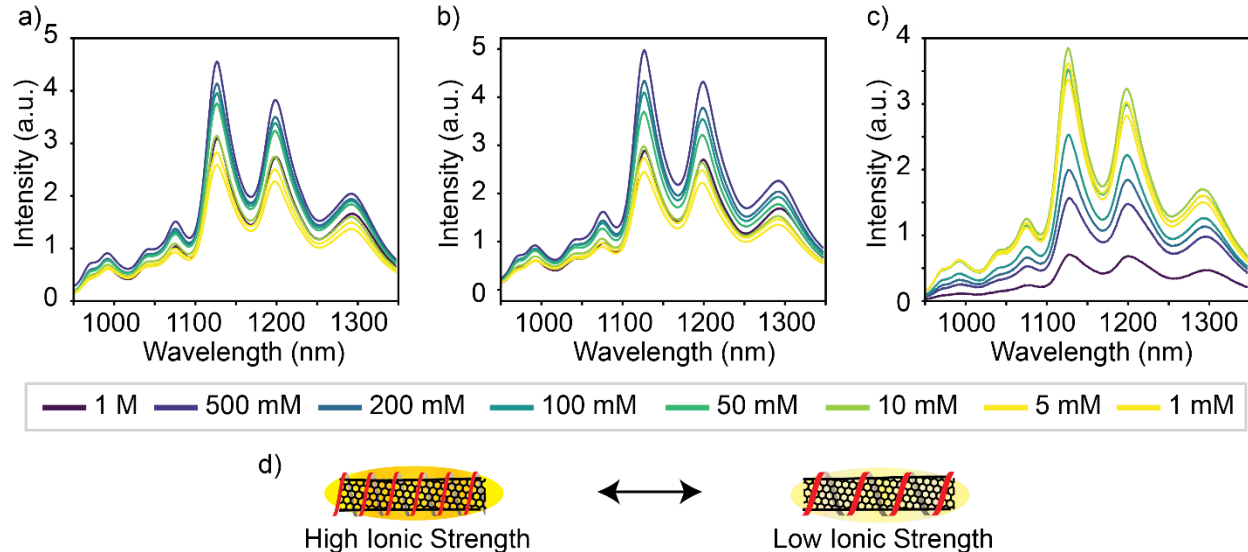 a)
5
4
3
2
1
0
Intensity (a.u.)
1000 1100 1200 1300
Wavelength (nm)
b)
5
4
3
2
1
0
Intensity (a.u.)
1000 1100 1200 1300
Wavelength (nm)
c)
4
3
2
1
0
Intensity (a.u.)
1000 1100 1200 1300
Wavelength (nm)
1 M 500 mM 200 mM 100 mM 50 mM 10 mM 5 mM 1 mM
d)
High Ionic Strength
Low Ionic Strength